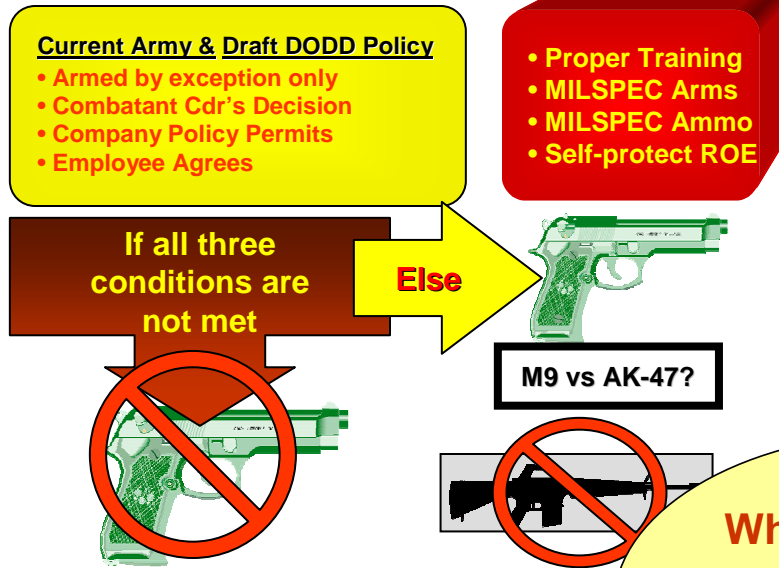 Current Army & Draft DODD Policy
• Armed by exception only
• Combatant Cdr's Decision
• Company Policy Permits
• Employee Agrees
• Proper Training
• MILSPEC Arms
• MILSPEC Ammo
• Self-protect ROE
If all three
conditions are
not met
Else
M9 vs AK-47?